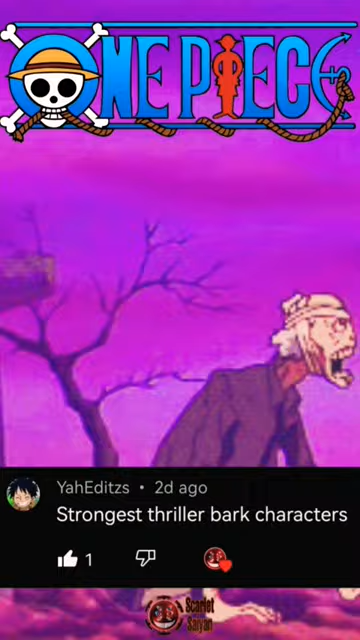 ONE PIECE
YahEditzs • 2d ago
Strongest thriller bark characters
1
Scarlet
Saiyan